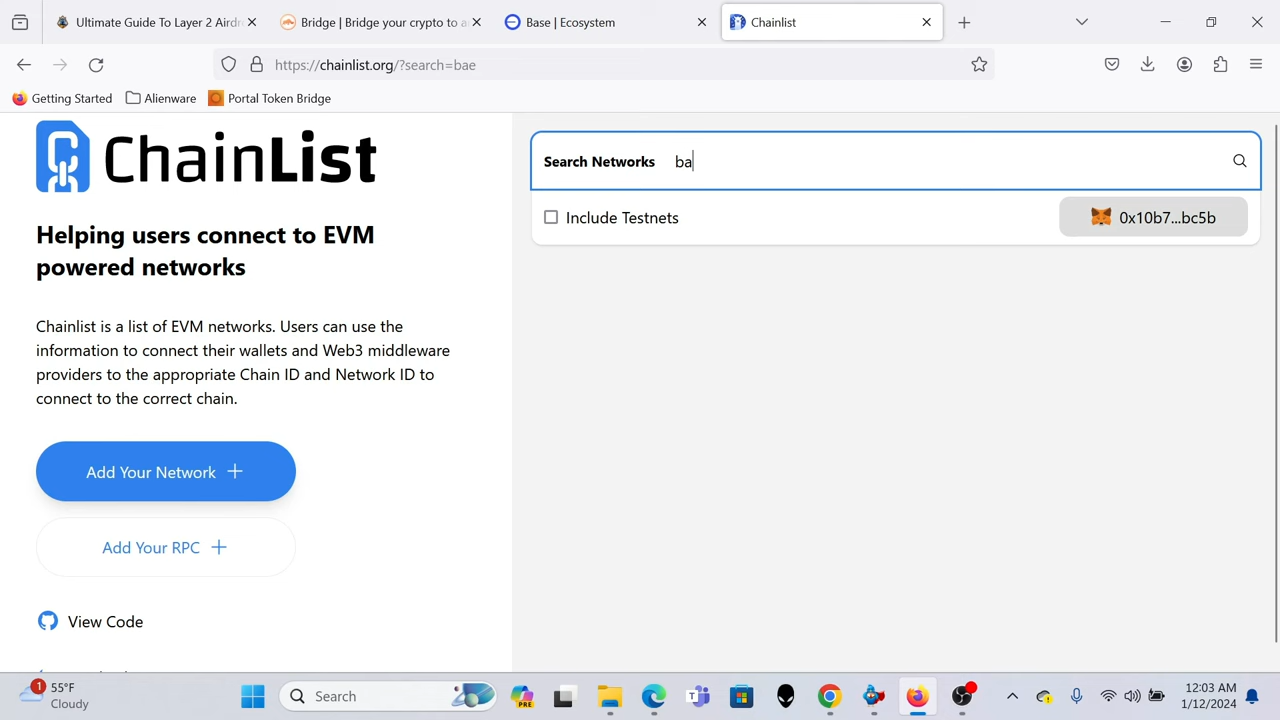 Ultimate Guide To Layer 2 Airdr
Bridge | Bridge your crypto to a
Base | Ecosystem
Chainlist
https://chainlist.org/?search=bae
Getting Started
Alienware
Portal Token Bridge
ChainList
Search Networks ba
Include Testnets
0x10b7...bc5b
Helping users connect to EVM
powered networks
Chainlist is a list of EVM networks. Users can use the
information to connect their wallets and Web3 middleware
providers to the appropriate Chain ID and Network ID to
connect to the correct chain.
Add Your Network
Add Your RPC
View Code
1
55°F
Cloudy
Search
PRE
12:03 AM
1/12/2024